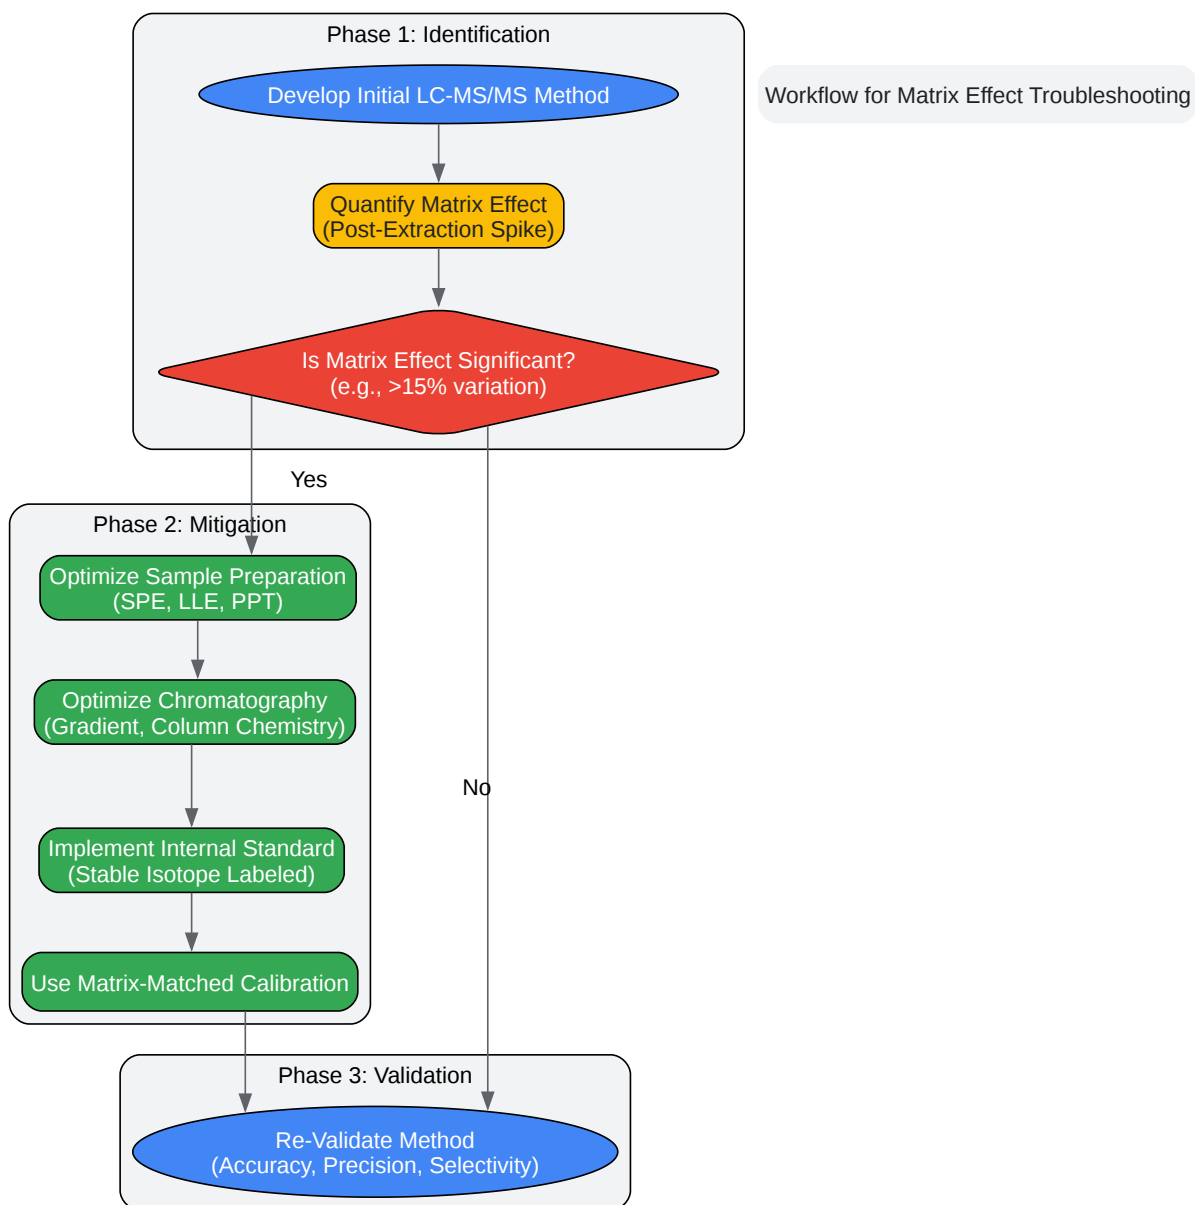 Phase 1: Identification
Develop Initial LC-MS/MS Method
Workflow for Matrix Effect Troubleshooting
Quantify Matrix Effect
(Post-Extraction Spike)
Is Matrix Effect Significant?
(e.g., >15% variation)
Yes
Phase 2: Mitigation
Optimize Sample Preparation
(SPE, LLE, PPT)
Optimize Chromatography
(Gradient, Column Chemistry)
No
Implement Internal Standard
(Stable Isotope Labeled)
Use Matrix-Matched Calibration
Phase 3: Validation
Re-Validate Method
(Accuracy, Precision, Selectivity)